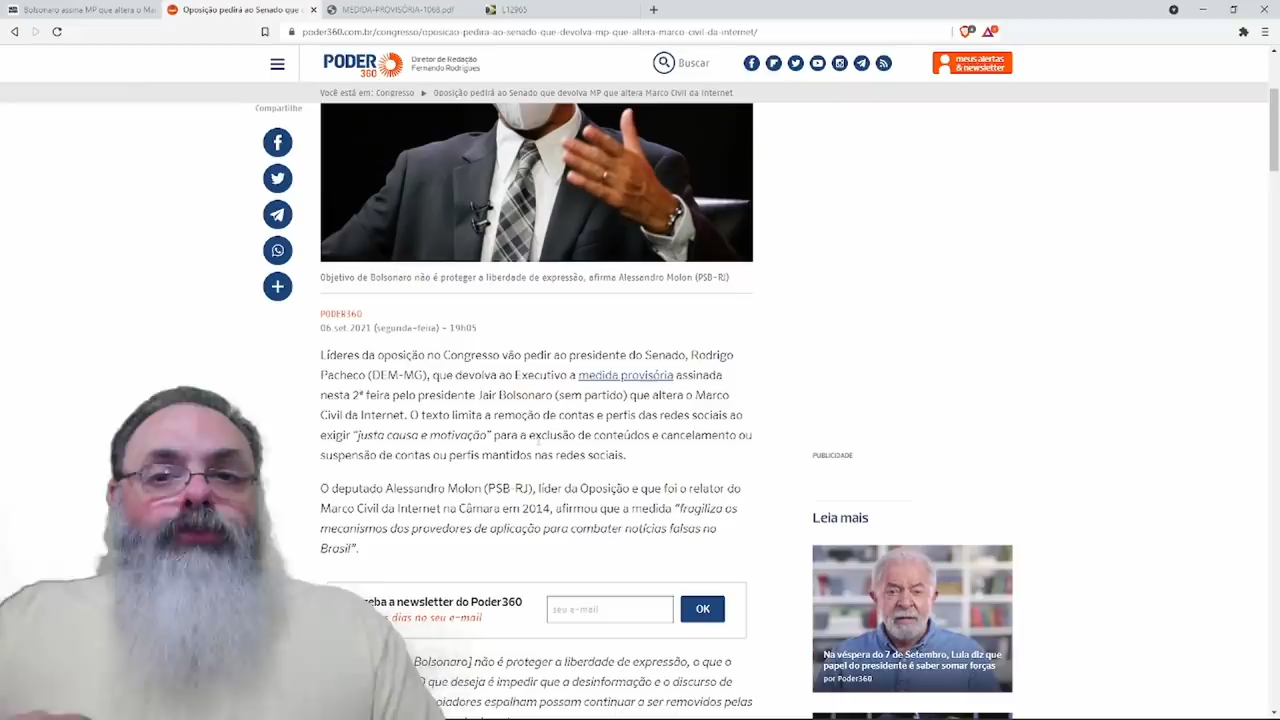 Bolsonaro assina MP que altera o Mar
Oposição pedirá ao Senado que d
MEDIDA-PROVISÓRIA-1068.pdf
L12965
poder360.com.br/congresso/oposicao-pedira-ao-senado-que-devolva-mp-que-altera-marco-civil-da-internet/
PODER
360
Diretor de Redação
Fernando Rodrigues
Buscar
meus alertas
& newsletter
Você está em: Congresso ► Oposição pedirá ao Senado que devolva MP que altera Marco Civil da Internet
Compartilhe
Objetivo de Bolsonaro não é proteger a liberdade de expressão, afirma Alessandro Molon (PSB-RJ)
PODER360
06.set.2021 (segunda-feira) - 19h05
Líderes da oposição no Congresso vão pedir ao presidente do Senado, Rodrigo
Pacheco (DEM-MG), que devolva ao Executivo a medida provisória assinada
nesta 2ª feira pelo presidente Jair Bolsonaro (sem partido) que altera o Marco
Civil da Internet. O texto limita a remoção de contas e perfis das redes sociais ao
exigir "justa causa e motivação" para a exclusão de conteúdos e cancelamento ou
suspensão de contas ou perfis mantidos nas redes sociais.
O deputado Alessandro Molon (PSB-RJ), líder da Oposição e que foi o relator do
Marco Civil da Internet na Câmara em 2014, afirmou que a medida "fragiliza os
mecanismos dos provedores de aplicação para combater notícias falsas no
Brasil".
eba a newsletter do Poder360
s dias no seu e-mail
seu e-mail
OK
Bolsonaro] não é proteger a liberdade de expressão, o que o
que deseja é impedir que a desinformação e o discurso de
oiadores espalham possam continuar a ser removidos pelas
PUBLICIDADE
Leia mais
Na véspera do 7 de Setembro, Lula diz que
papel do presidente é saber somar forças
por Poder360